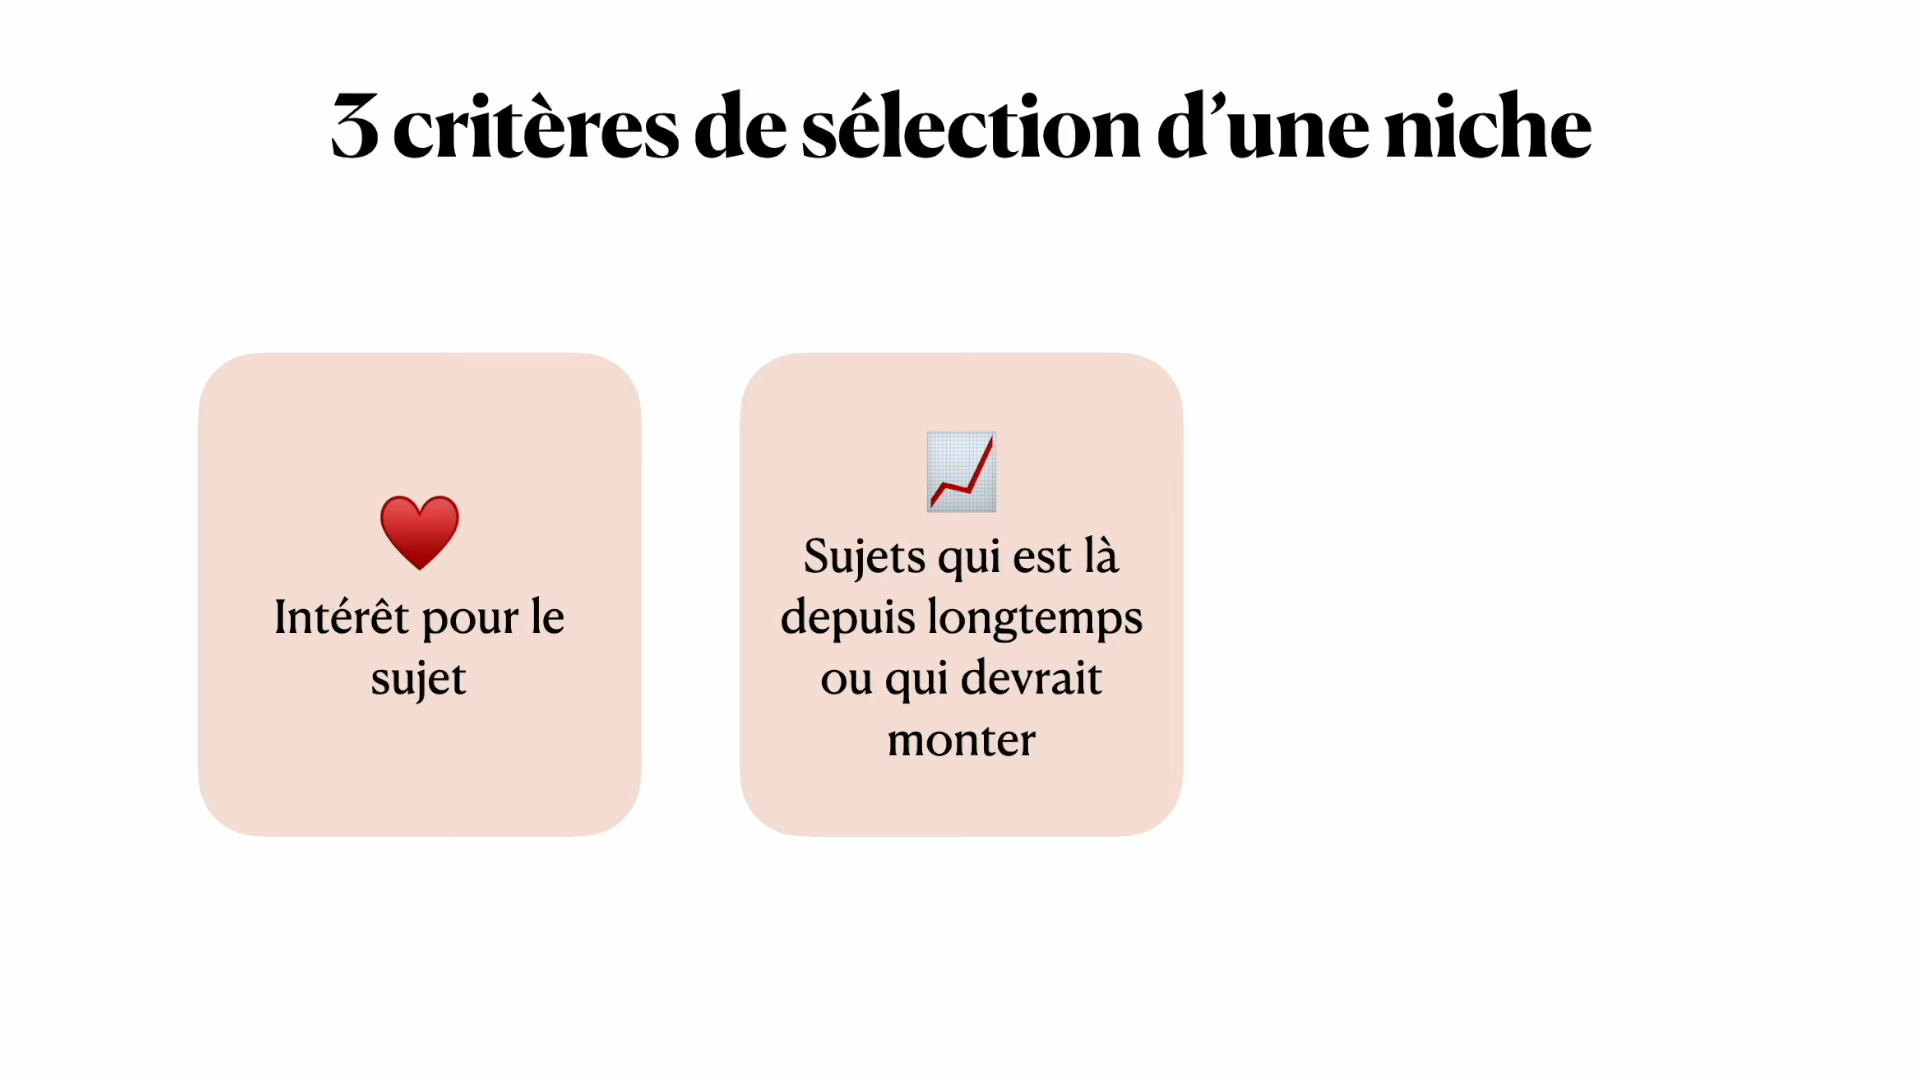 3 critères de sélection d’une niche
Intérêt pour le
sujet
Sujets qui est là
depuis longtemps
ou qui devrait
monter